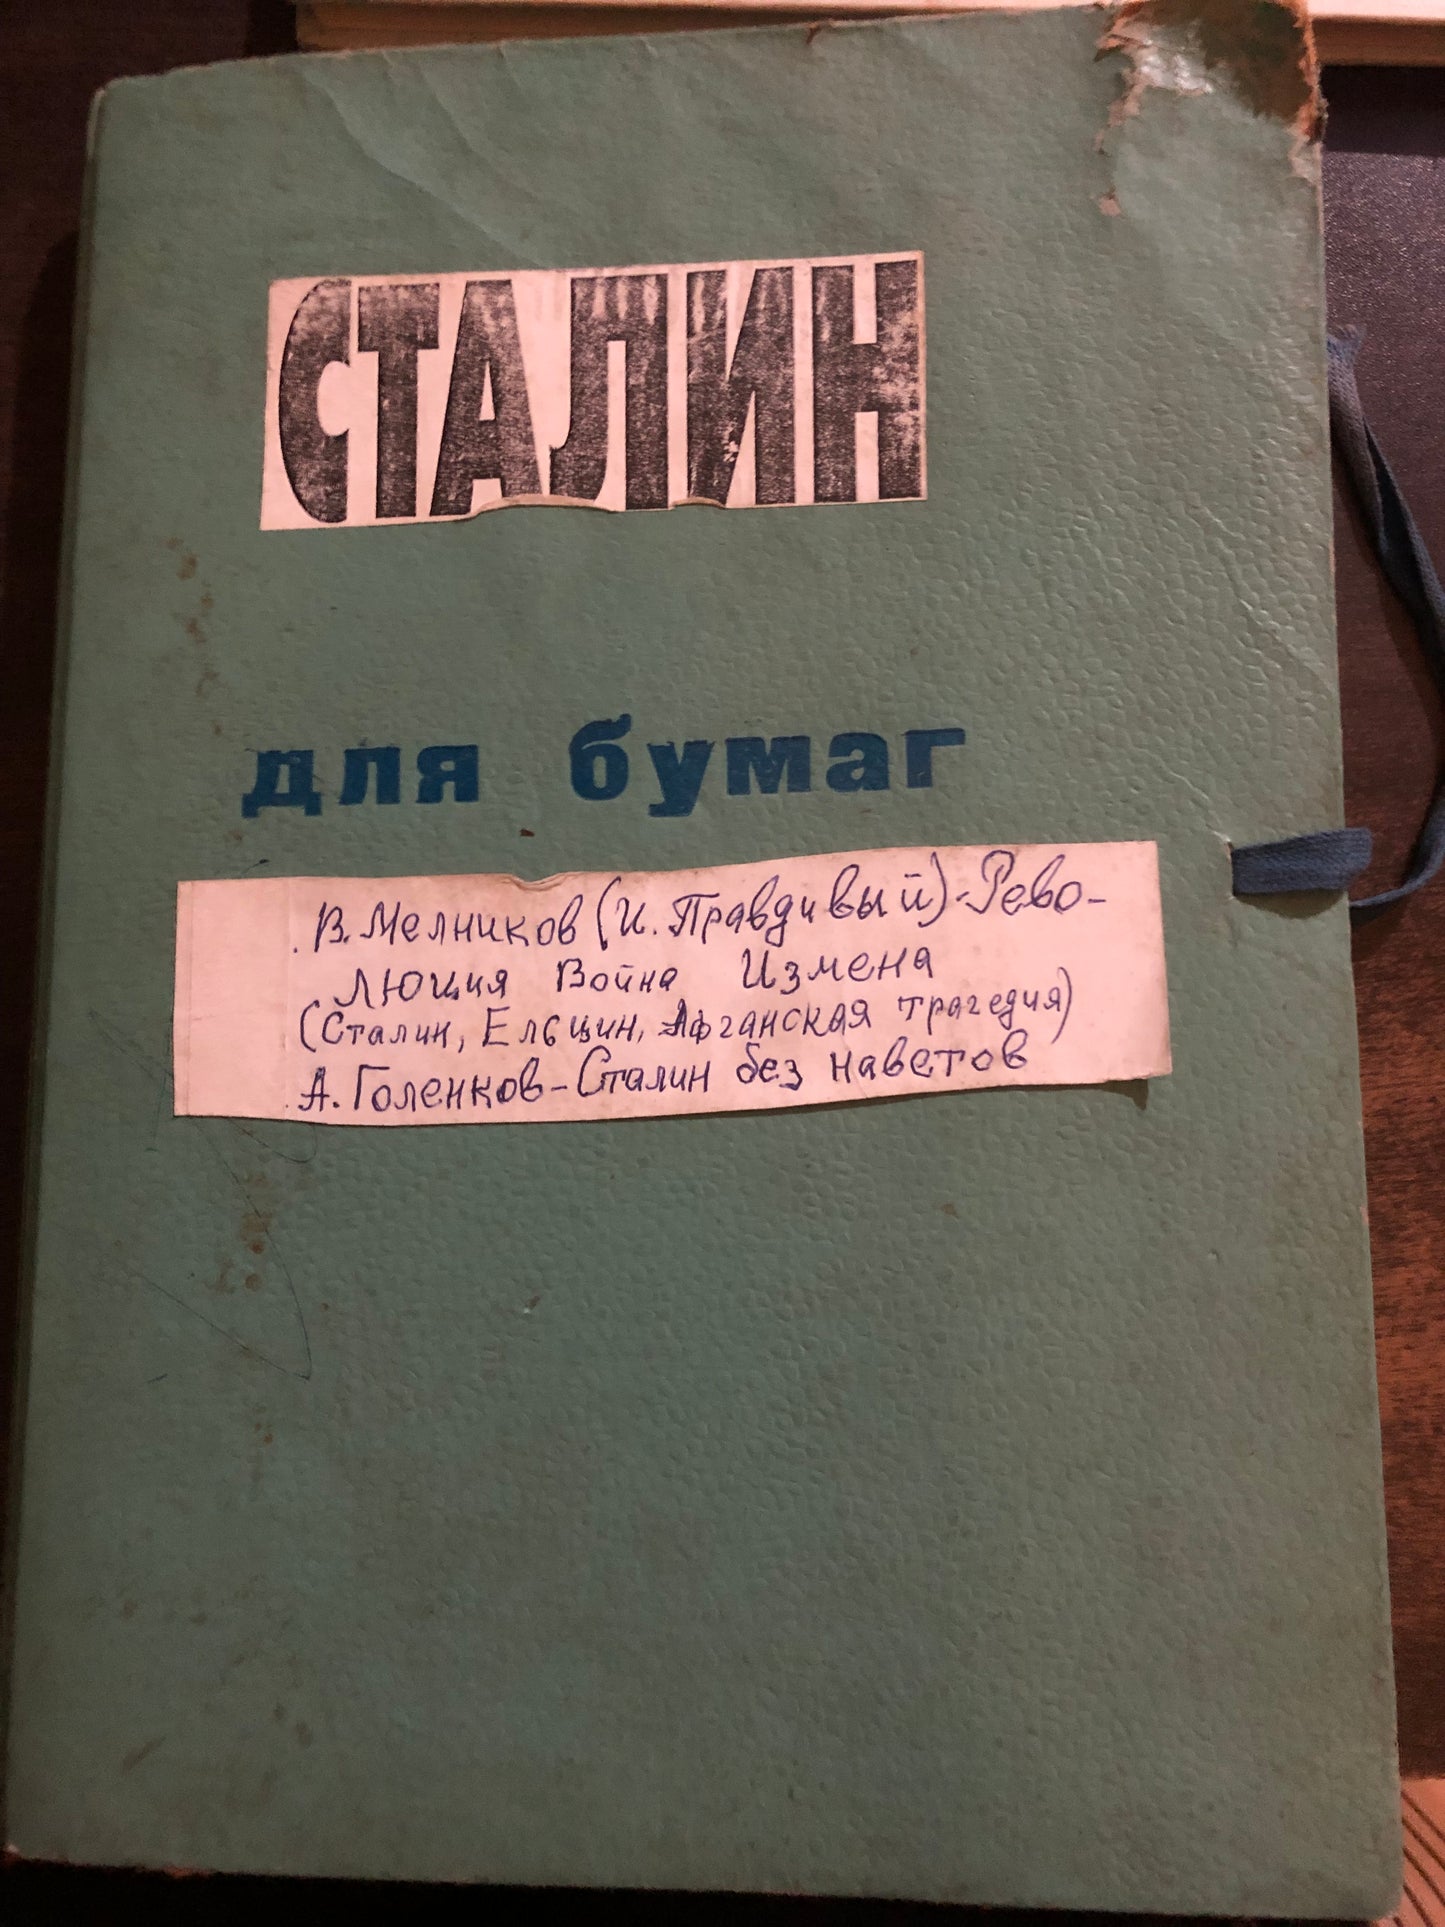 СТАЛИН
для бумаг
В. Мелников (И. Правдивый) - Рево-
люция Война Измена
(Сталин, Ельцин, Афганская трагедия)
А. Голенков - Сталин без наветов